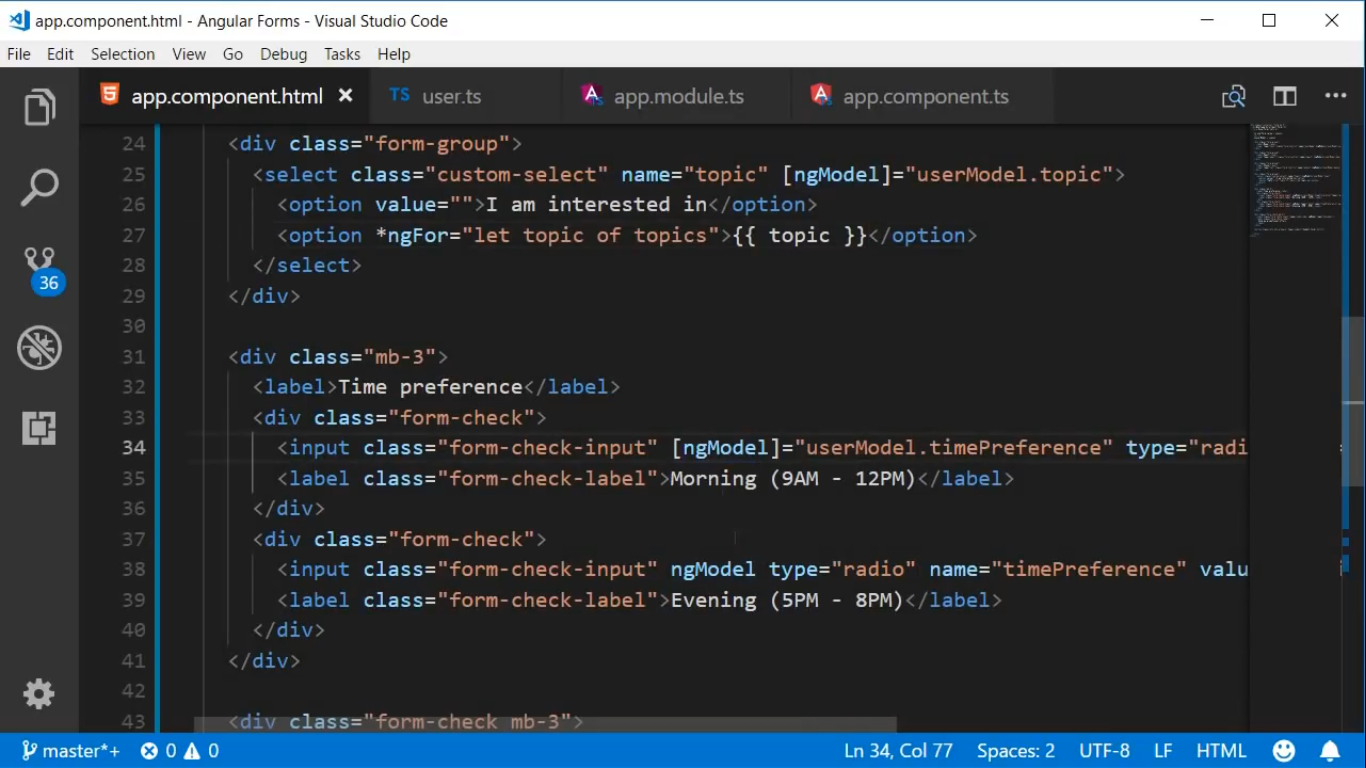 app.component.html - Angular Forms - Visual Studio Code
File Edit Selection View Go Debug Tasks Help
app.component.html TS user.ts app.module.ts app.component.ts
24 <div class="form-group">
25 <select class="custom-select" name="topic" [ngModel]="userModel.topic">
26 <option value="">I am interested in</option>
27 <option *ngFor="let topic of topics">{{ topic }}</option>
28 </select>
29 </div>
30
31 <div class="mb-3">
32 <label>Time preference</label>
33 <div class="form-check">
34 <input class="form-check-input" [ngModel]="userModel.timePreference" type="radi
35 <label class="form-check-label">Morning (9AM - 12PM)</label>
36 </div>
37 <div class="form-check">
38 <input class="form-check-input" ngModel type="radio" name="timePreference" valu
39 <label class="form-check-label">Evening (5PM - 8PM)</label>
40 </div>
41 </div>
42
43 <div class="form-check mb-3">
36
master*+ 0 0 Ln 34, Col 77 Spaces: 2 UTF-8 LF HTML